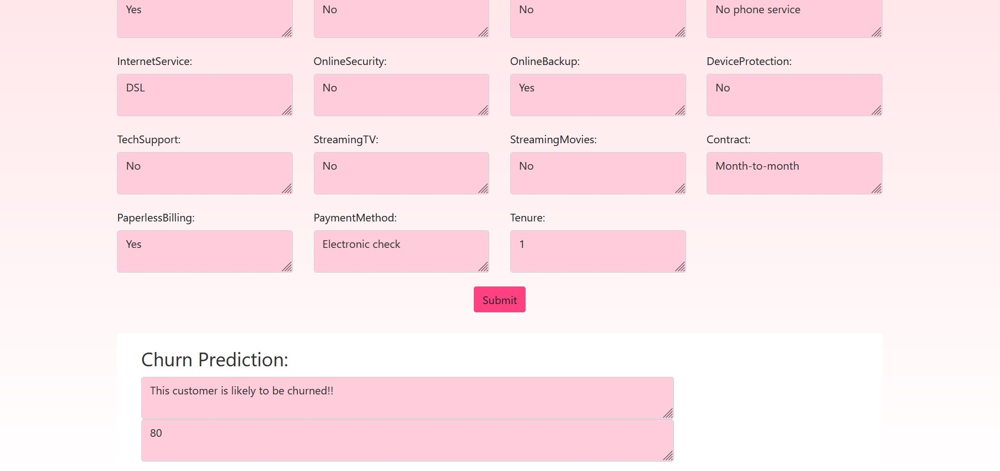 Yes No No No phone service
InternetService: OnlineSecurity: OnlineBackup: DeviceProtection:
DSL No Yes No
TechSupport: StreamingTV: StreamingMovies: Contract:
No No No Month-to-month
PaperlessBilling: PaymentMethod: Tenure:
Yes Electronic check 1
Submit
Churn Prediction:
This customer is likely to be churned!!
80